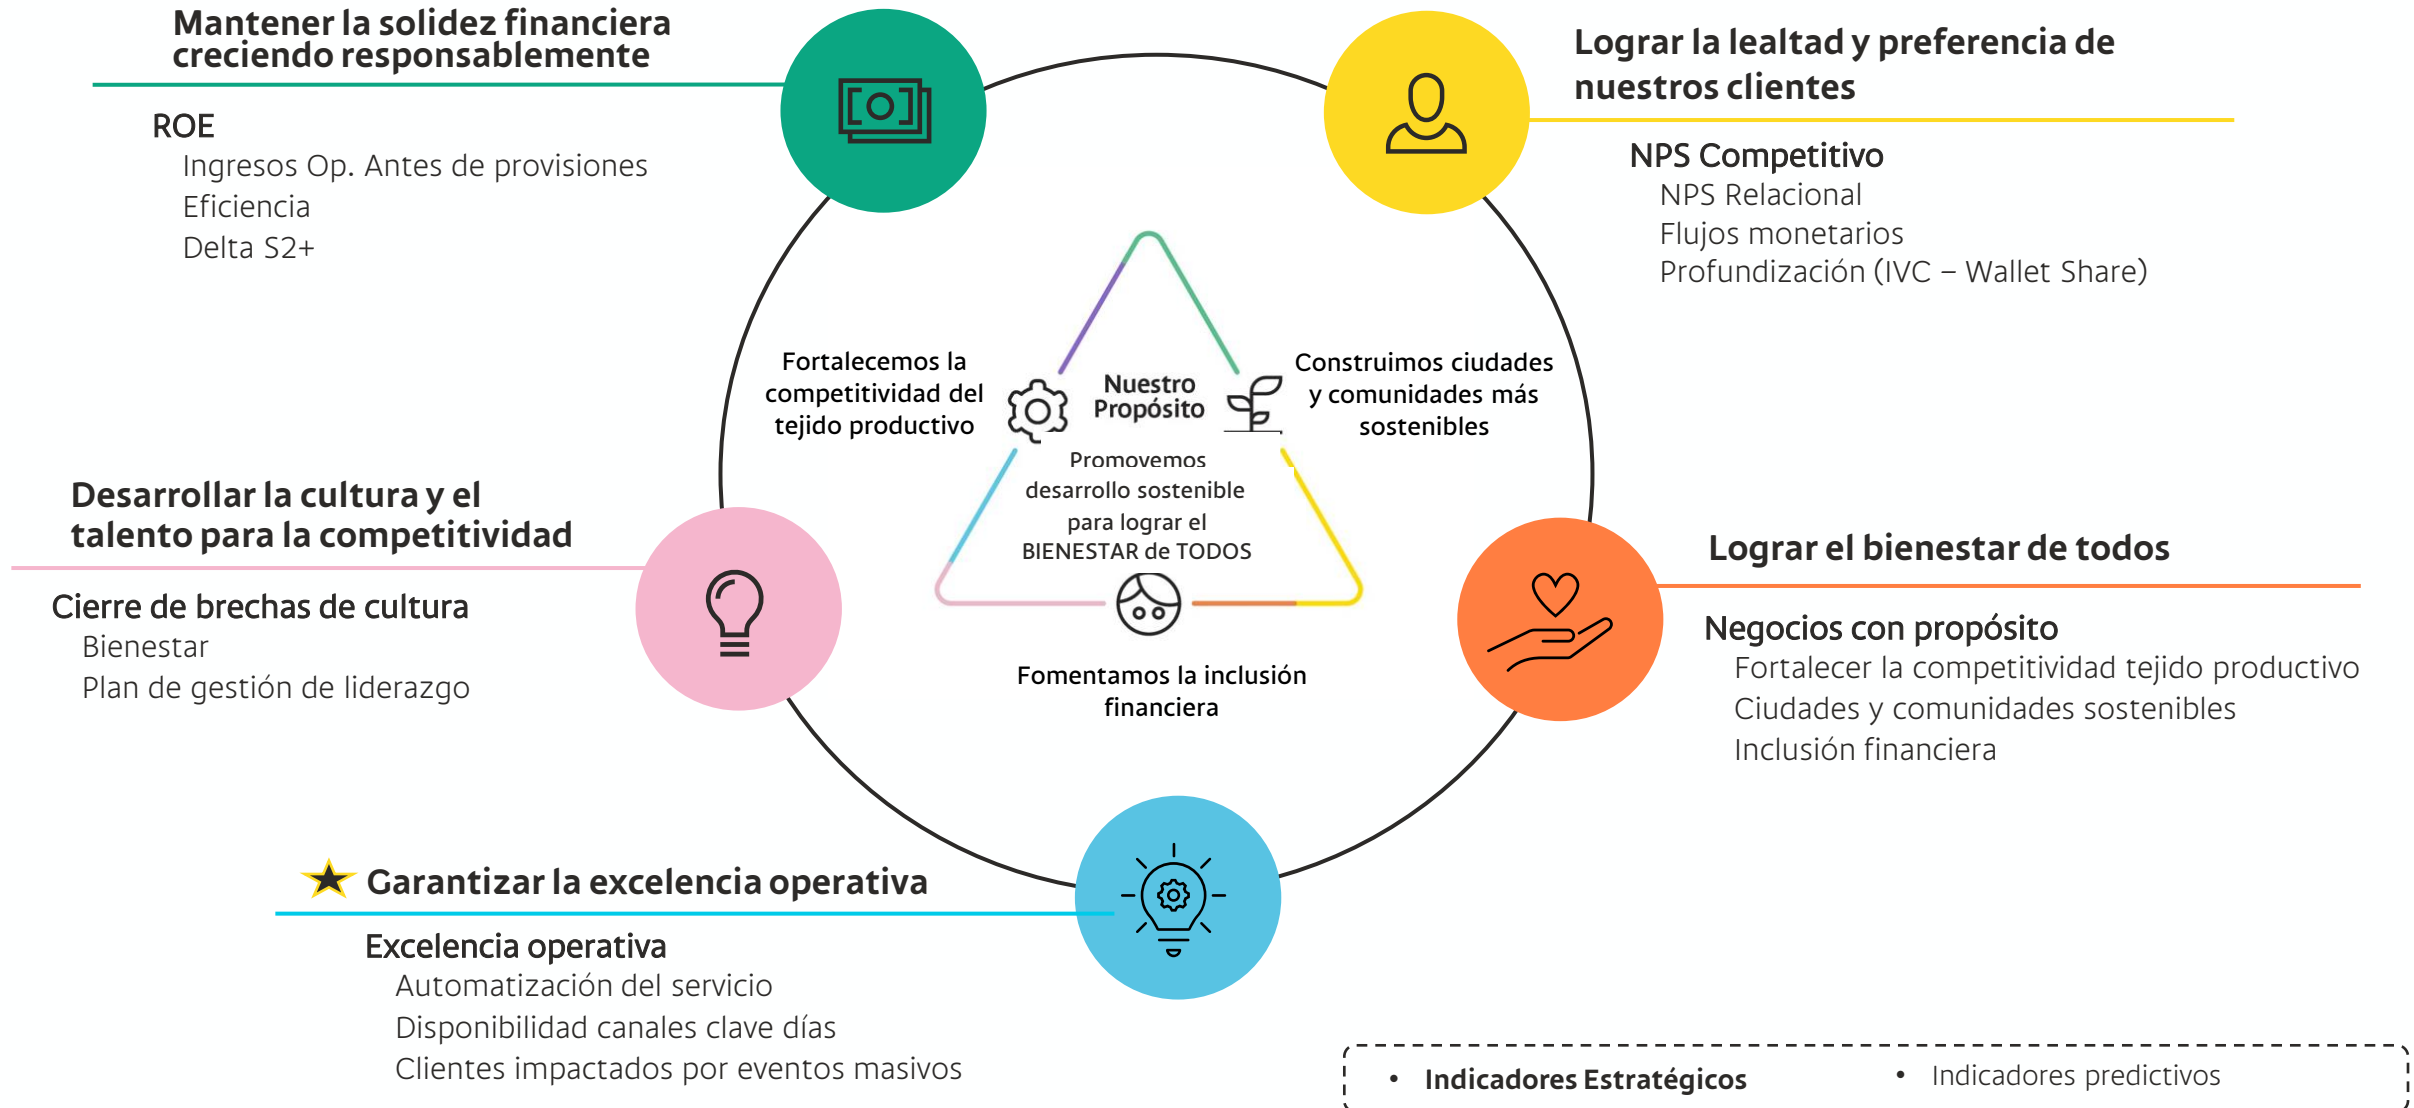 Mantener la solidez financiera
creciendo responsablemente
ROE
Ingresos Op. Antes de provisiones
Eficiencia
Delta S2+
Lograr la lealtad y preferencia de
nuestros clientes
NPS Competitivo
NPS Relacional
Flujos monetarios
Profundización (IVC – Wallet Share)
Fortalecemos la
competitividad del
tejido productivo
Nuestro
Propósito
Construimos ciudades
y comunidades más
sostenibles
Promovemos
desarrollo sostenible
para lograr el
BIENESTAR de TODOS
Fomentamos la inclusión
financiera
Desarrollar la cultura y el
talento para la competitividad
Cierre de brechas de cultura
Bienestar
Plan de gestión de liderazgo
Lograr el bienestar de todos
Negocios con propósito
Fortalecer la competitividad tejido productivo
Ciudades y comunidades sostenibles
Inclusión financiera
Garantizar la excelencia operativa
Excelencia operativa
Automatización del servicio
Disponibilidad canales clave días
Clientes impactados por eventos masivos
• Indicadores Estratégicos
• Indicadores predictivos